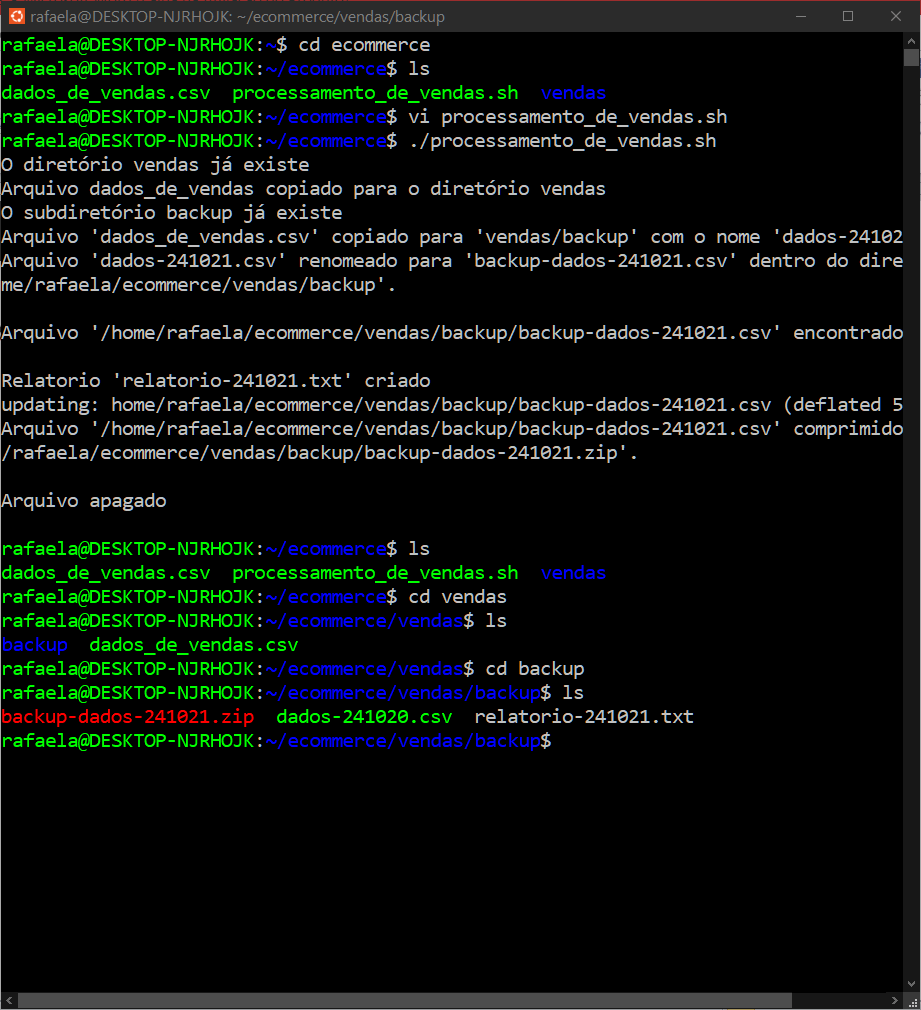 rafaela@DESKTOP-NJRHOJK: ~/ecommerce/vendas/backup
rafaela@DESKTOP-NJRHOJK:~$ cd ecommerce
rafaela@DESKTOP-NJRHOJK:~/ecommerce$ ls
dados_de_vendas.csv  processamento_de_vendas.sh  vendas
rafaela@DESKTOP-NJRHOJK:~/ecommerce$ vi processamento_de_vendas.sh
rafaela@DESKTOP-NJRHOJK:~/ecommerce$ ./processamento_de_vendas.sh
O diretório vendas já existe
Arquivo dados_de_vendas copiado para o diretório vendas
O subdiretório backup já existe
Arquivo 'dados_de_vendas.csv' copiado para 'vendas/backup' com o nome 'dados-24102
Arquivo 'dados-241021.csv' renomeado para 'backup-dados-241021.csv' dentro do dire
me/rafaela/ecommerce/vendas/backup'.
Arquivo '/home/rafaela/ecommerce/vendas/backup/backup-dados-241021.csv' encontrado
Relatorio 'relatorio-241021.txt' criado
updating: home/rafaela/ecommerce/vendas/backup/backup-dados-241021.csv (deflated 5
Arquivo '/home/rafaela/ecommerce/vendas/backup/backup-dados-241021.csv' comprimido
/rafaela/ecommerce/vendas/backup/backup-dados-241021.zip'.
Arquivo apagado
rafaela@DESKTOP-NJRHOJK:~/ecommerce$ ls
dados_de_vendas.csv  processamento_de_vendas.sh  vendas
rafaela@DESKTOP-NJRHOJK:~/ecommerce$ cd vendas
rafaela@DESKTOP-NJRHOJK:~/ecommerce/vendas$ ls
backup  dados_de_vendas.csv
rafaela@DESKTOP-NJRHOJK:~/ecommerce/vendas$ cd backup
rafaela@DESKTOP-NJRHOJK:~/ecommerce/vendas/backup$ ls
backup-dados-241021.zip  dados-241020.csv  relatorio-241021.txt
rafaela@DESKTOP-NJRHOJK:~/ecommerce/vendas/backup$